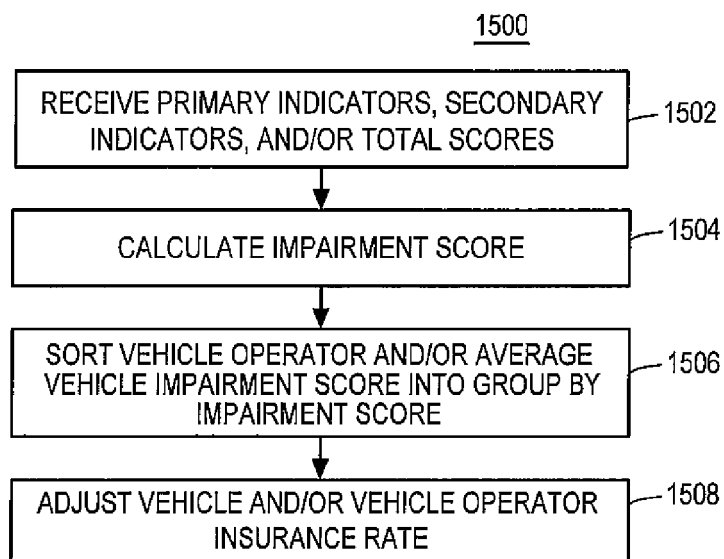 1500
RECEIVE PRIMARY INDICATORS, SECONDARY
INDICATORS, AND/OR TOTAL SCORES
1502
CALCULATE IMPAIRMENT SCORE
1504
SORT VEHICLE OPERATOR AND/OR AVERAGE
VEHICLE IMPAIRMENT SCORE INTO GROUP BY
IMPAIRMENT SCORE
1506
ADJUST VEHICLE AND/OR VEHICLE OPERATOR
INSURANCE RATE
1508